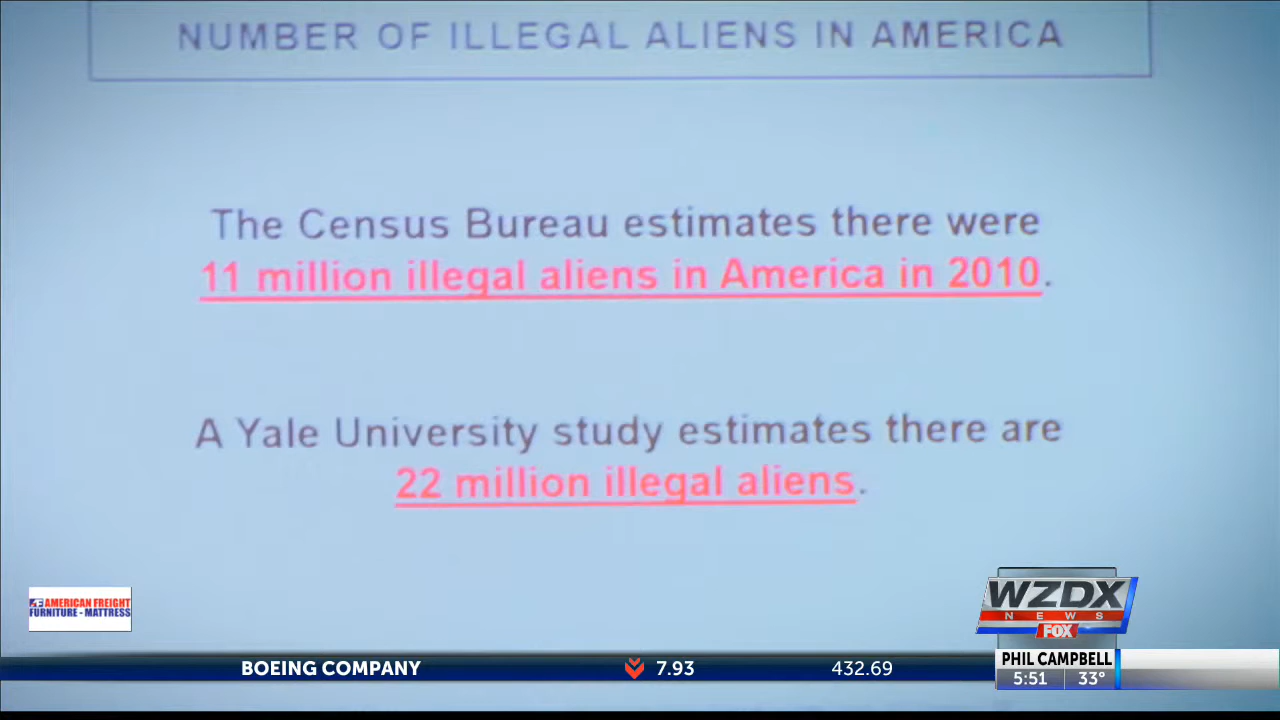 NUMBER OF ILLEGAL ALIENS IN AMERICA
The Census Bureau estimates there were
11 million illegal aliens in America in 2010.
A Yale University study estimates there are
22 million illegal aliens.
AF AMERICAN FREIGHT
FURNITURE - MATTRESS
WZDX
NEWS
FOX
BOEING COMPANY 7.93 432.69
PHIL CAMPBELL
5:51 33°